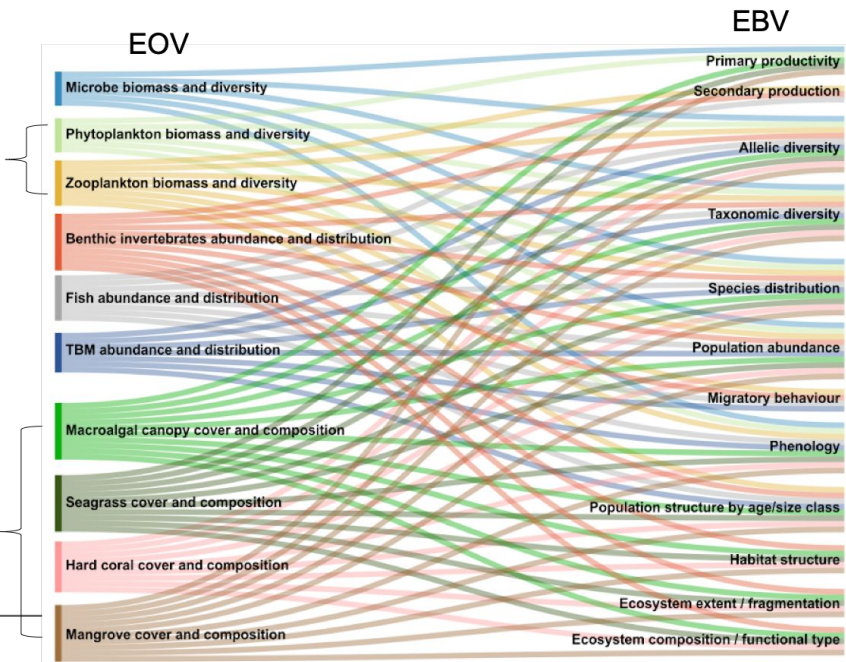 EOV
EBV
Microbe biomass and diversity
Phytoplankton biomass and diversity
Zooplankton biomass and diversity
Benthic invertebrates abundance and distribution
Fish abundance and distribution
TBM abundance and distribution
Macroalgal canopy cover and composition
Seagrass cover and composition
Hard coral cover and composition
Mangrove cover and composition
Primary productivity
Secondary production
Allelic diversity
Taxonomic diversity
Species distribution
Population abundance
Migratory behaviour
Phenology
Population structure by age/size class
Habitat structure
Ecosystem extent / fragmentation
Ecosystem composition / functional type